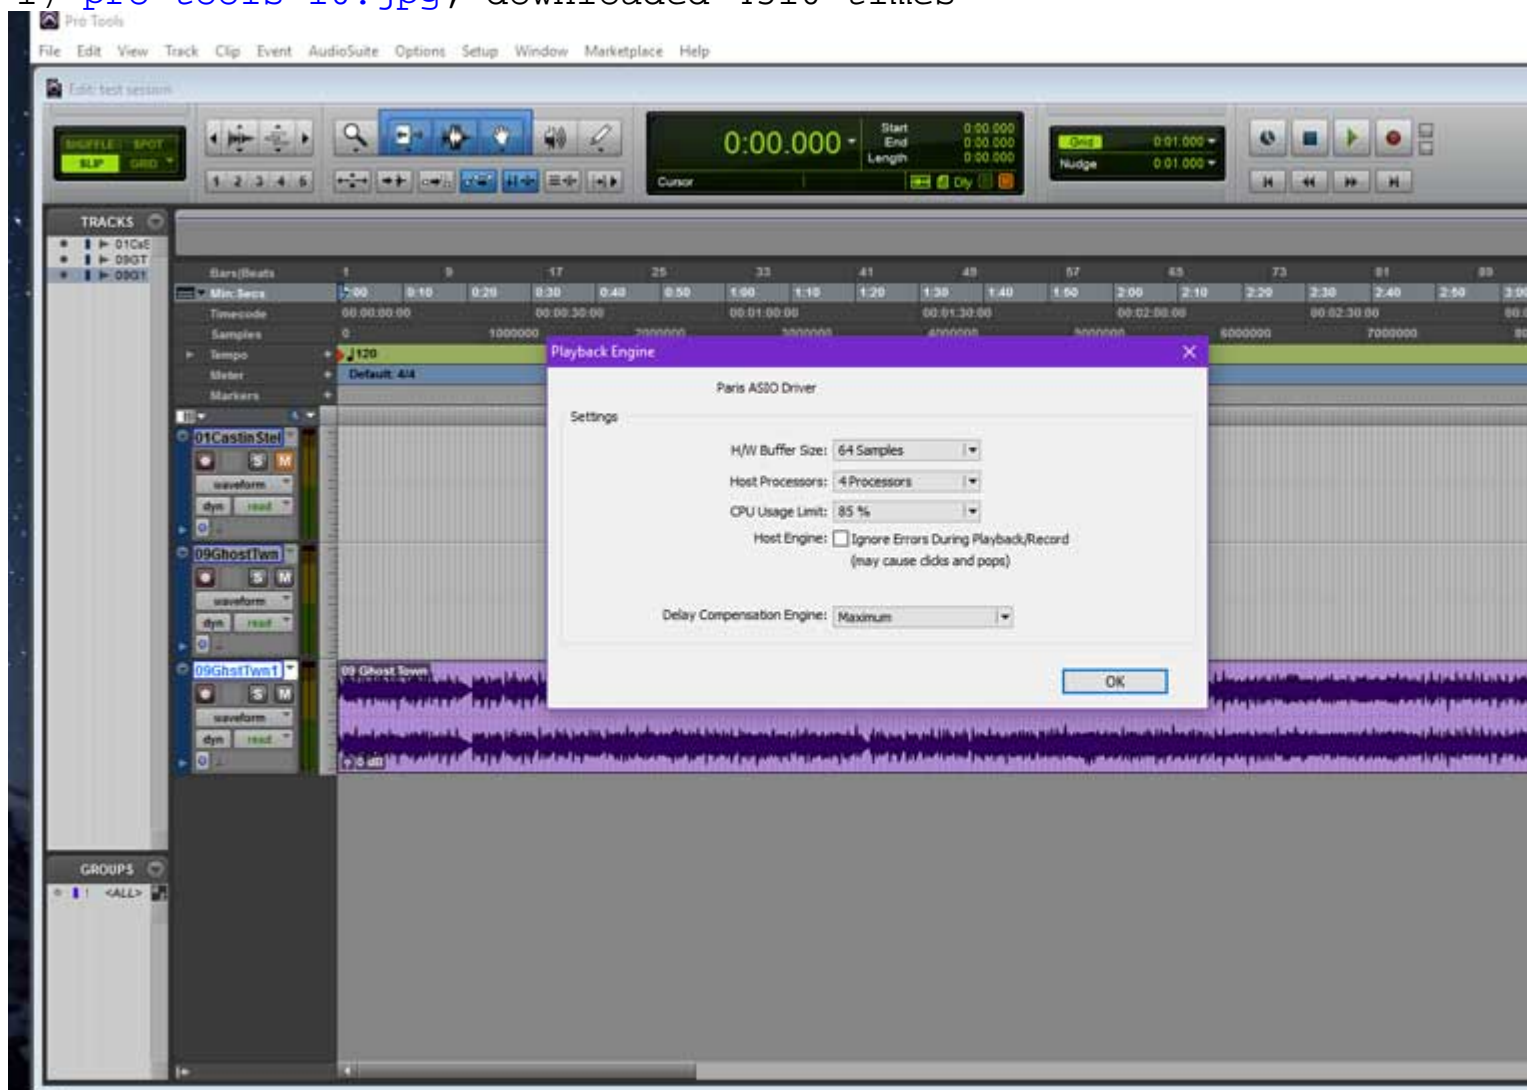 Pro Tools
File Edit View Track Clip Event AudioSuite Options Setup Window Marketplace Help
Edit: test session
SHUFFLE SPOT
SLIP GRID
1 2 3 4 5
0:00.000
Start 0:00.000
End 0:00.000
Length 0:00.000
Cursor
Dly
Grid 0:01.000
Nudge 0:01.000
TRACKS
01CaS
09GT
Bars|Beats 1 9 17 25 33 41 49 57 65 73 81 89
Min:Secs 0:00 0:10 0:20 0:30 0:40 0:50 1:00 1:10 1:20 1:30 1:40 1:50 2:00 2:10 2:20 2:30 2:40 2:50 3:00
Timecode 00:00:00:00 00:00:30:00 00:01:00:00 00:01:30:00 00:02:00:00 00:02:30:00
Samples 0 1000000 2000000 3000000 4000000 5000000 6000000 7000000
Tempo 120
Meter Default: 4/4
Markers
Playback Engine
Paris ASIO Driver
Settings
H/W Buffer Size: 64 Samples
Host Processors: 4 Processors
CPU Usage Limit: 85 %
Host Engine: Ignore Errors During Playback/Record
(may cause clicks and pops)
Delay Compensation Engine: Maximum
OK
01CastinStel
S M
waveform
dyn read
09GhostTwn
S M
waveform
dyn read
09GhstTwn1
S M
waveform
dyn read
09 Ghost Town
0 dB
GROUPS
! <ALL>